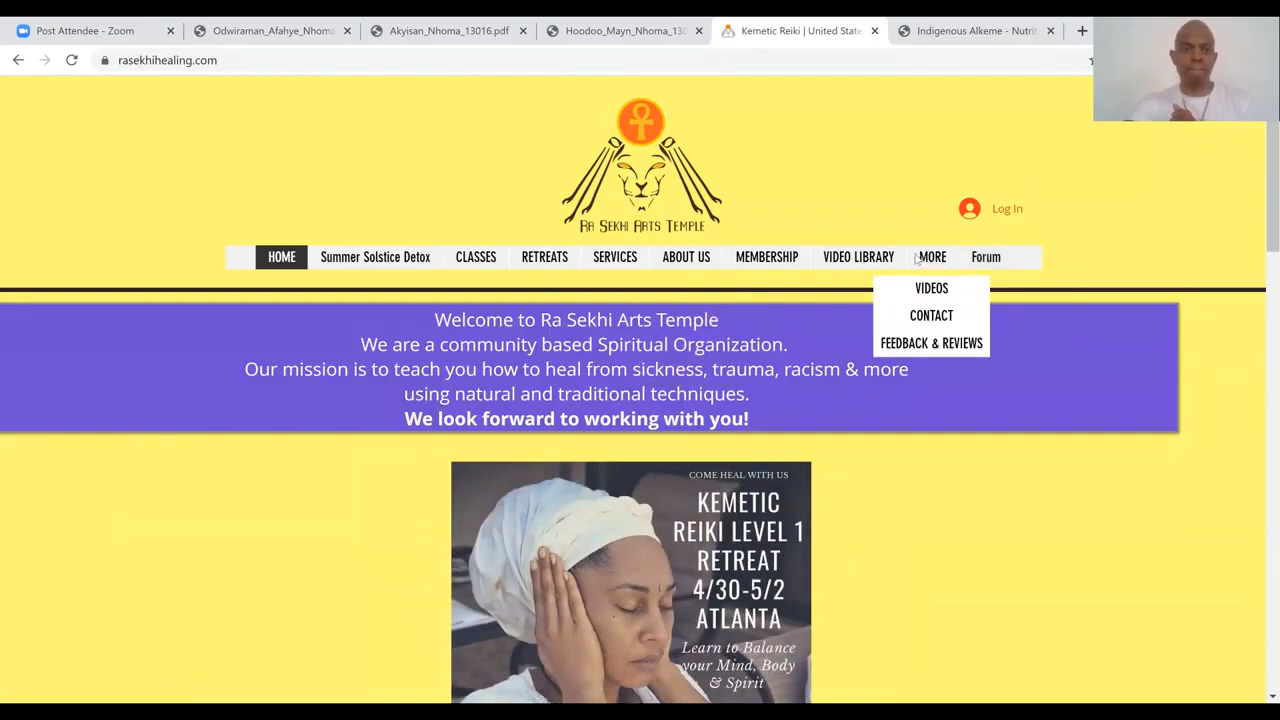 Post Attendee - Zoom
Odwiraman_Afahye_Nhoma
Akyisan_Nhoma_13016.pdf
Hoodoo_Mayn_Nhoma_130
Kemetic Reiki | United State
Indigenous Alkeme - Nutri
rasekhihealing.com
RA SEKHI ARTS TEMPLE
Log In
HOME Summer Solstice Detox CLASSES RETREATS SERVICES ABOUT US MEMBERSHIP VIDEO LIBRARY MORE Forum
VIDEOS
CONTACT
FEEDBACK & REVIEWS
Welcome to Ra Sekhi Arts Temple
We are a community based Spiritual Organization.
Our mission is to teach you how to heal from sickness, trauma, racism & more
using natural and traditional techniques.
We look forward to working with you!
COME HEAL WITH US
KEMETIC
REIKI LEVEL 1
RETREAT
4/30-5/2
ATLANTA
Learn to Balance
your Mind, Body
& Spirit